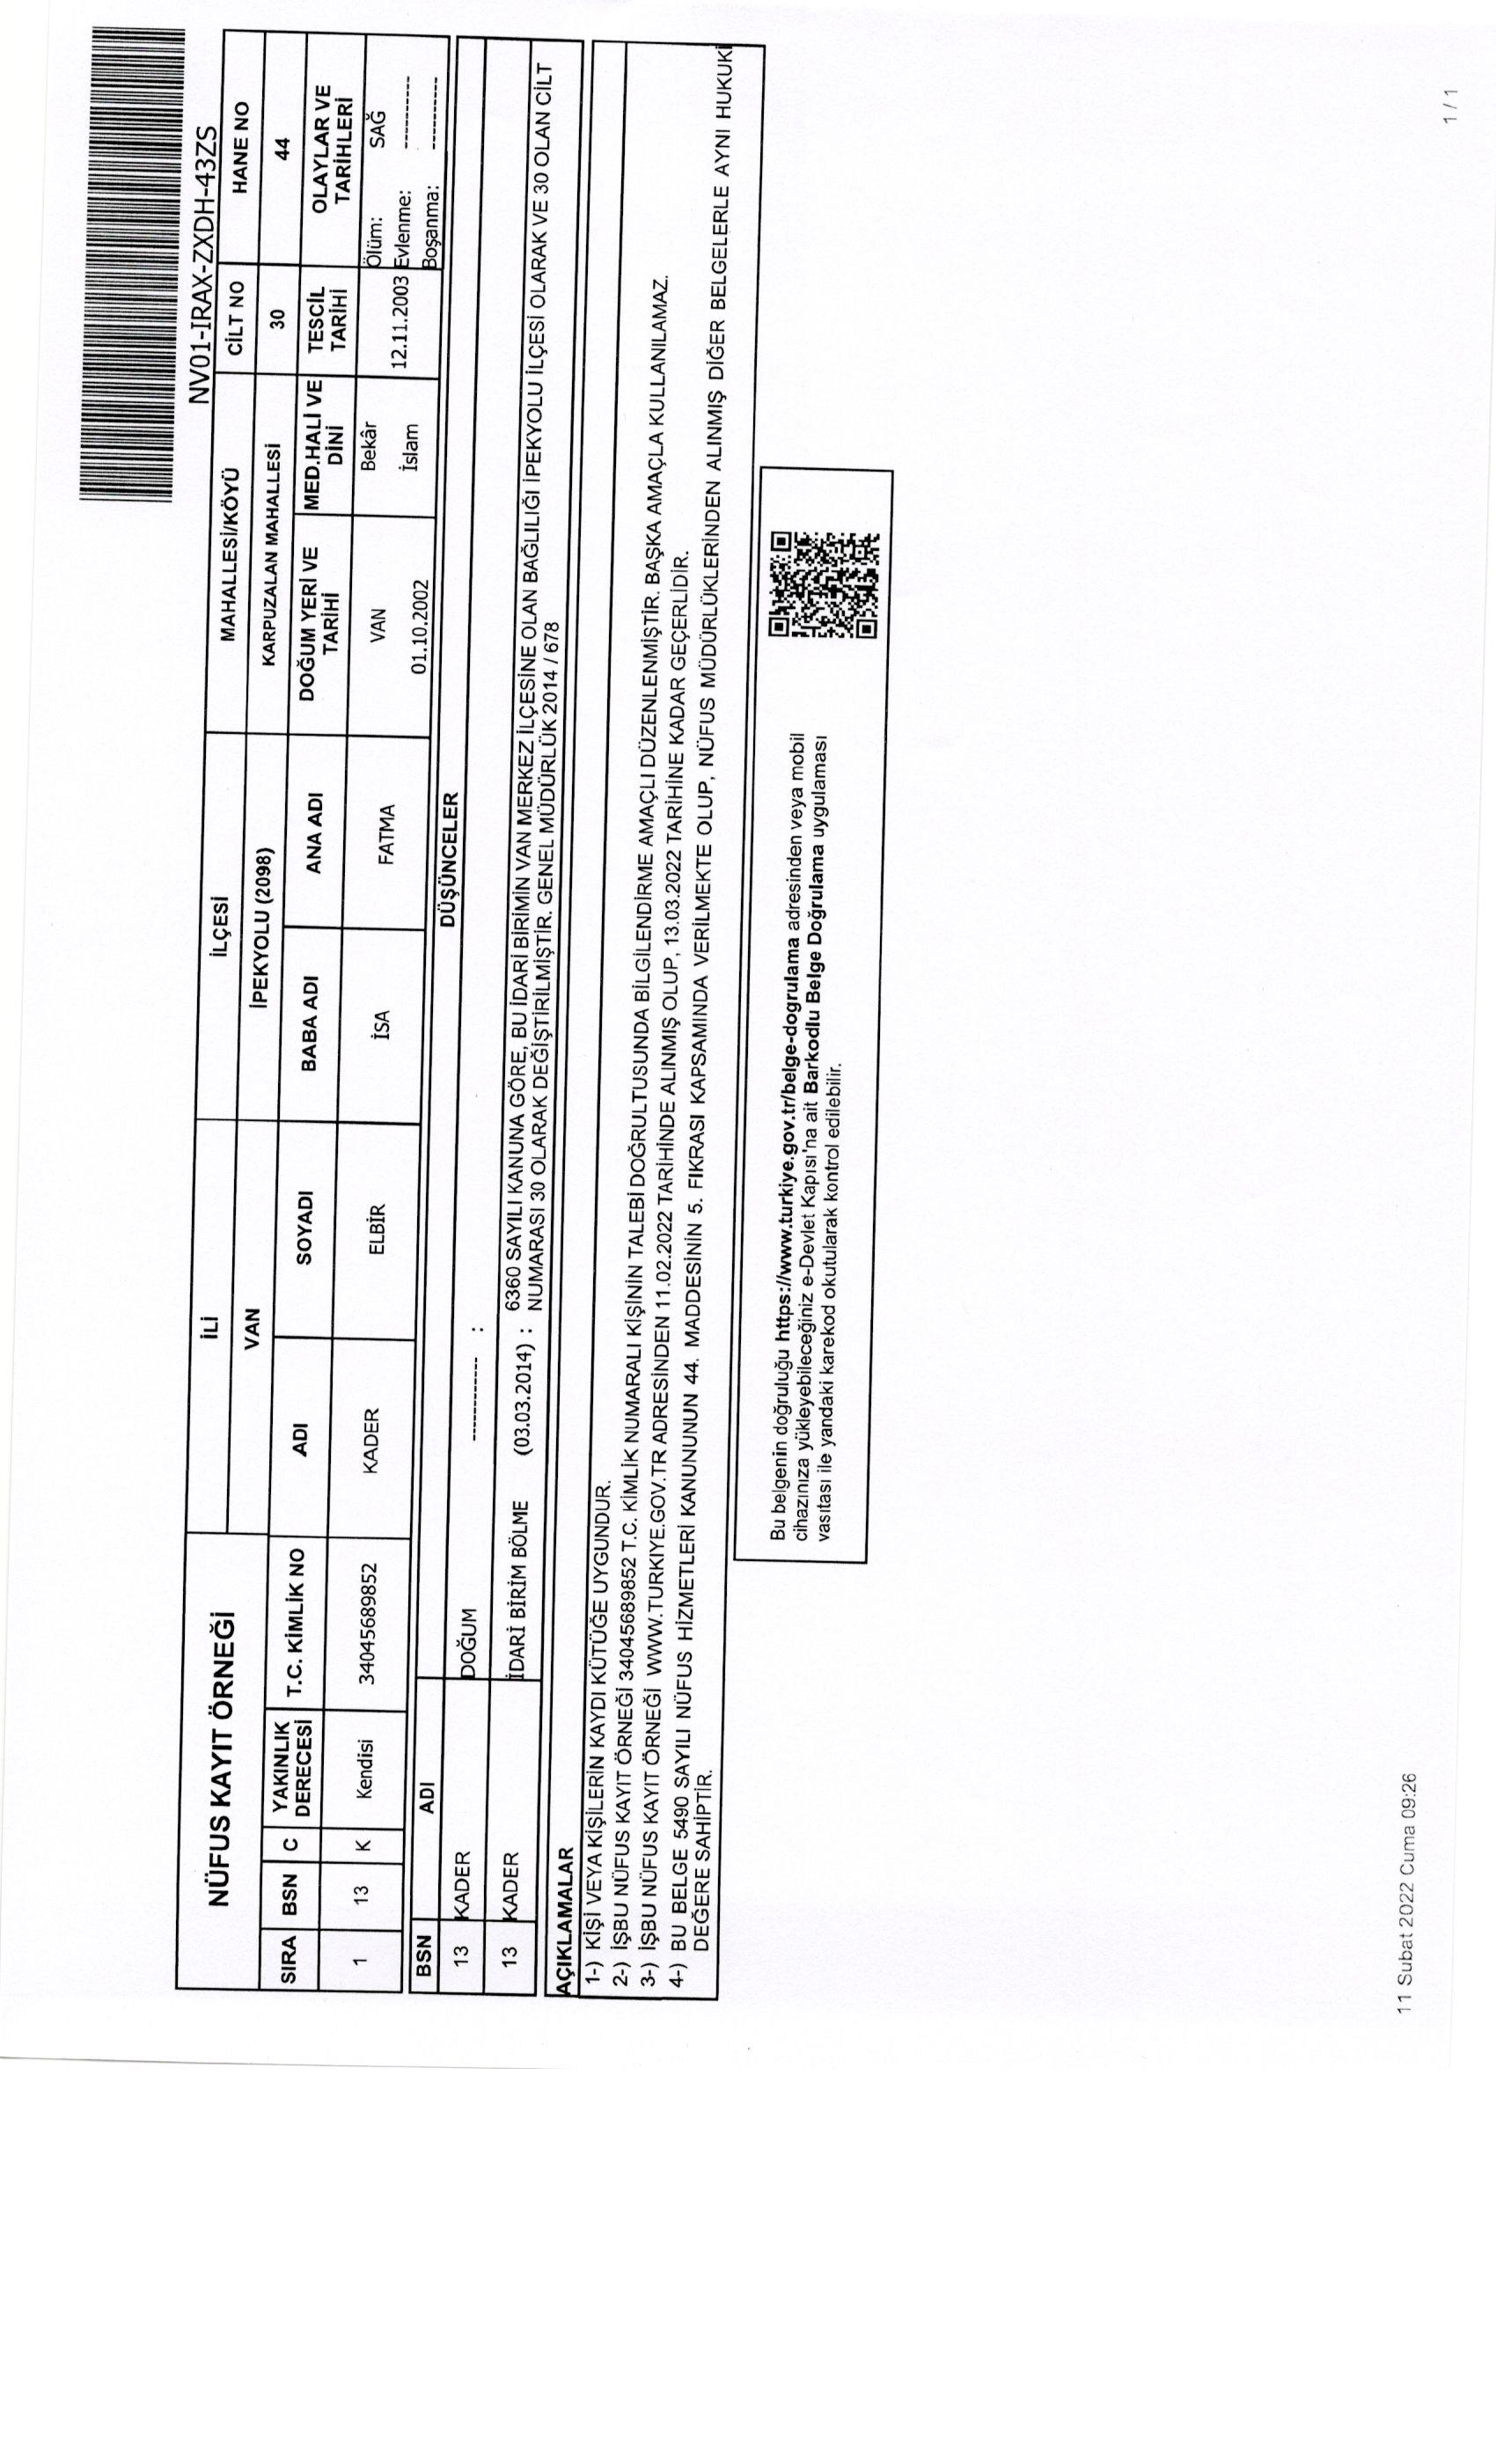 NV01-IRAX-ZXDH-43ZS
NÜFUS KAYIT ÖRNEĞİ
İLİ İLÇESİ MAHALLESİ/KÖYÜ CİLT NO HANE NO
VAN İPEKYOLU (2098) KARPUZALAN MAHALLESİ 30 44
SIRA BSN C YAKINLIK DERECESİ T.C. KİMLİK NO ADI SOYADI BABA ADI ANA ADI DOĞUM YERİ VE TARİHİ MED.HALİ VE DİNİ TESCİL TARİHİ OLAYLAR VE TARİHLERİ
1 13 K Kendisi 34045689852 KADER ELBİR İSA FATMA VAN 01.10.2002 Bekâr İslam 12.11.2003 Ölüm: SAĞ
Evlenme: ----------
Boşanma: ----------
BSN ADI DÜŞÜNCELER
13 KADER DOĞUM ----------- :
13 KADER İDARİ BİRİM BÖLME (03.03.2014) : 6360 SAYILI KANUNA GÖRE, BU İDARİ BİRİMİN VAN MERKEZ İLÇESİNE OLAN BAĞLILIĞI İPEKYOLU İLÇESİ OLARAK VE 30 OLAN CİLT
NUMARASI 30 OLARAK DEĞİŞTİRİLMİŞTİR. GENEL MÜDÜRLÜK 2014 / 678
AÇIKLAMALAR
1-) KİŞİ VEYA KİŞİLERİN KAYDI KÜTÜĞE UYGUNDUR.
2-) İŞBU NÜFUS KAYIT ÖRNEĞİ 34045689852 T.C. KİMLİK NUMARALI KİŞİNİN TALEBİ DOĞRULTUSUNDA BİLGİLENDİRME AMAÇLI DÜZENLENMİŞTİR. BAŞKA AMAÇLA KULLANILAMAZ.
3-) İŞBU NÜFUS KAYIT ÖRNEĞİ WWW.TURKIYE.GOV.TR ADRESİNDEN 11.02.2022 TARİHİNDE ALINMIŞ OLUP, 13.03.2022 TARİHİNE KADAR GEÇERLİDİR.
4-) BU BELGE 5490 SAYILI NÜFUS HİZMETLERİ KANUNUNUN 44. MADDESİNİN 5. FIKRASI KAPSAMINDA VERİLMEKTE OLUP, NÜFUS MÜDÜRLÜKLERİNDEN ALINMIŞ DİĞER BELGELERLE AYNI HUKUKİ
DEĞERE SAHİPTİR.
Bu belgenin doğruluğu https://www.turkiye.gov.tr/belge-dogrulama adresinden veya mobil
cihazınıza yükleyebileceğiniz e-Devlet Kapısı'na ait Barkodlu Belge Doğrulama uygulaması
vasıtası ile yandaki karekod okutularak kontrol edilebilir.
11 Subat 2022 Cuma 09:26
1 / 1